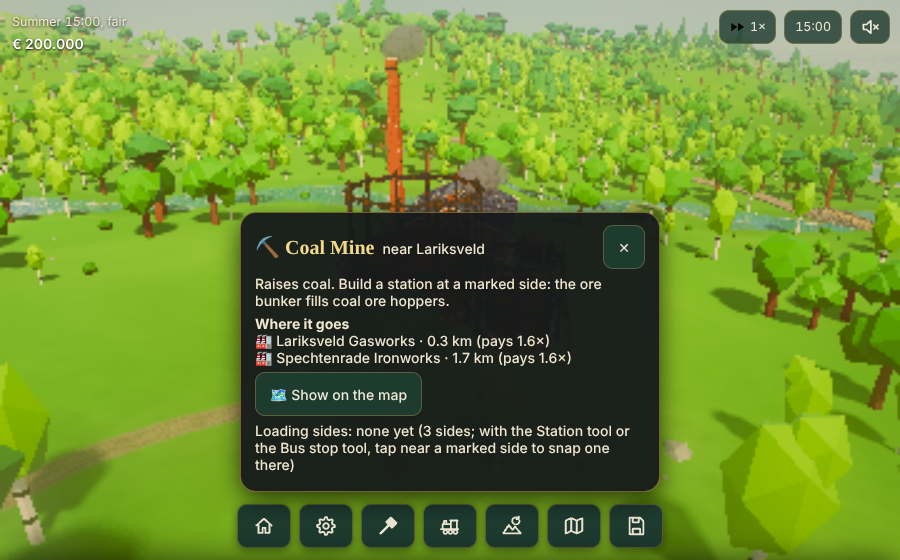 Summer 15:00, fair
€ 200.000
1×
15:00
Coal Mine near Lariksveld
×
Raises coal. Build a station at a marked side: the ore
bunker fills coal ore hoppers.
Where it goes
Lariksveld Gasworks · 0.3 km (pays 1.6×)
Spechtenrade Ironworks · 1.7 km (pays 1.6×)
Show on the map
Loading sides: none yet (3 sides; with the Station tool or
the Bus stop tool, tap near a marked side to snap one
there)